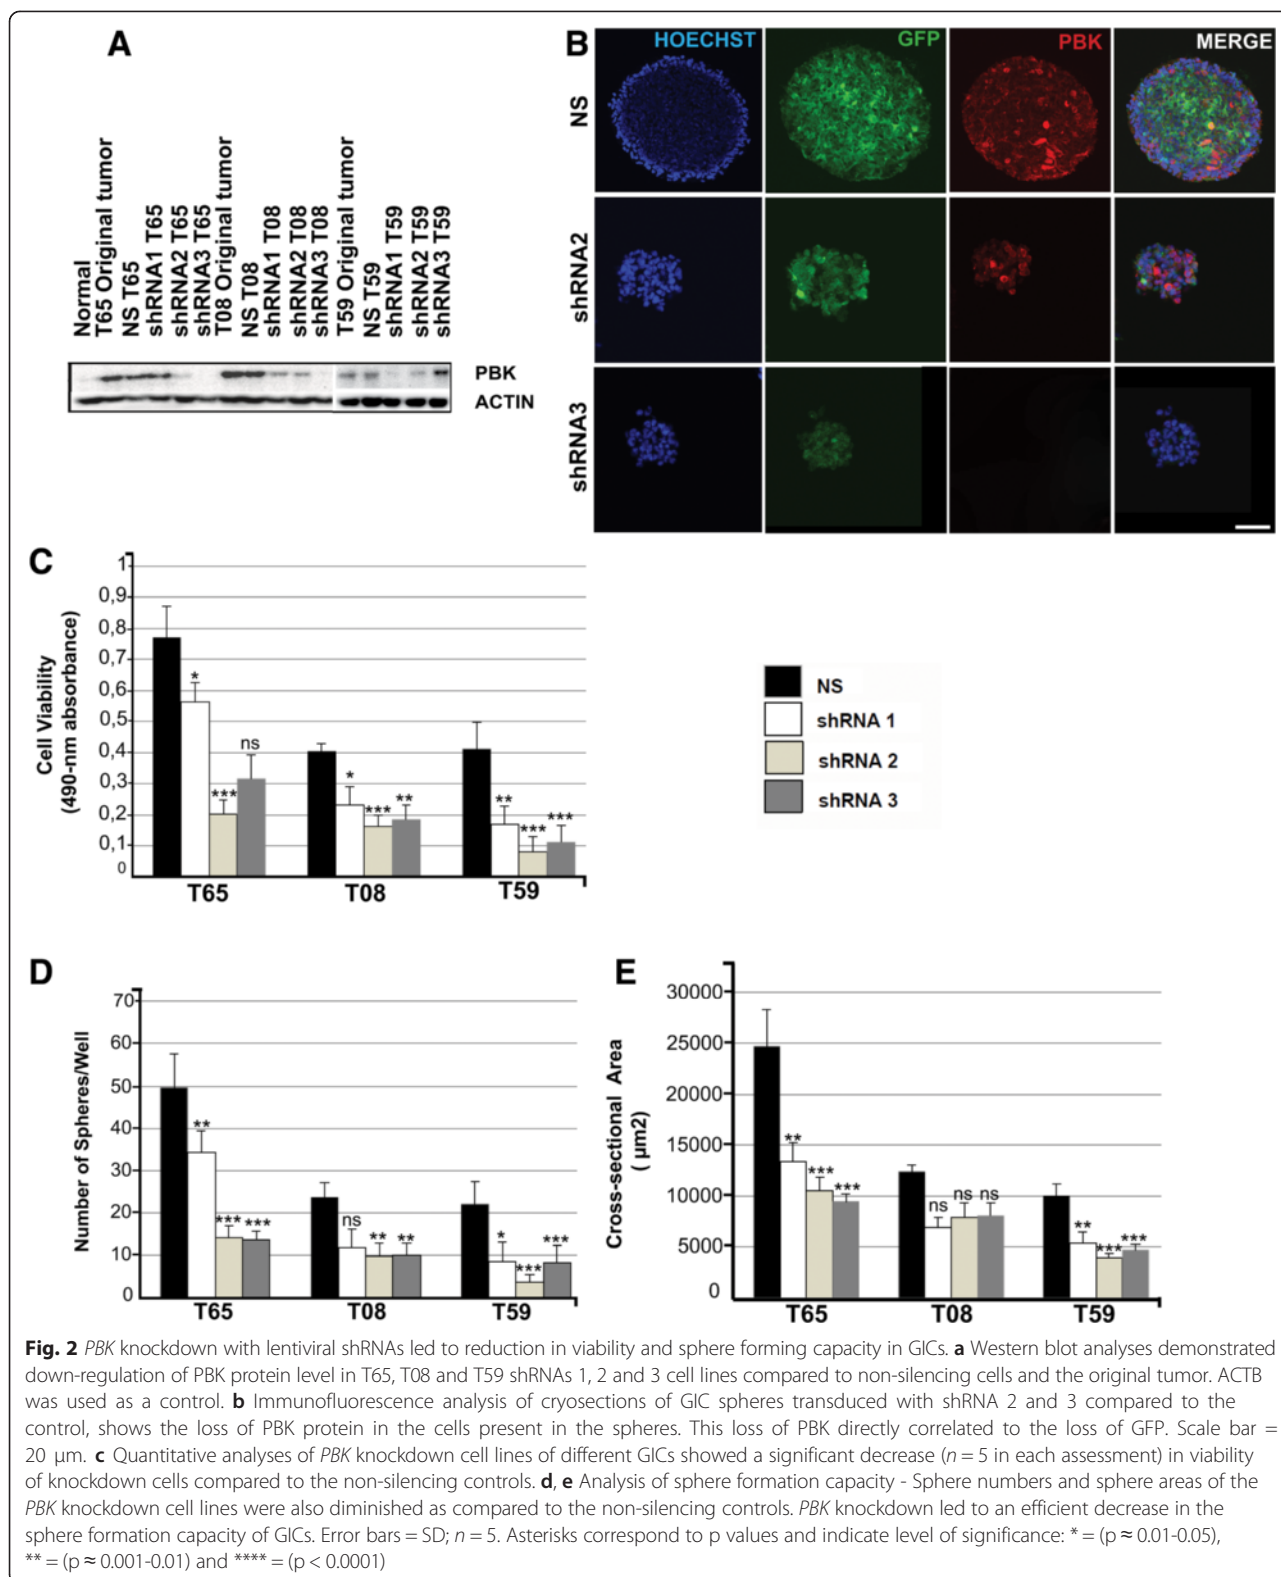 A
Normal
T65 Original tumor
NS T65
shRNA1 T65
shRNA2 T65
shRNA3 T65
T08 Original tumor
NS T08
shRNA1 T08
shRNA2 T08
shRNA3 T08
T59 Original tumor
NS T59
shRNA1 T59
shRNA2 T59
shRNA3 T59
PBK
ACTIN
B
HOECHST GFP PBK MERGE
NS
shRNA2
shRNA3
C
Cell Viability
(490-nm absorbance)
1
0,9
0,8
0,7
0,6
0,5
0,4
0,3
0,2
0,1
0
* *** ns
* *** **
** *** ***
T65 T08 T59
NS
shRNA 1
shRNA 2
shRNA 3
D
Number of Spheres/Well
70
60
50
40
30
20
10
0
** *** ***
ns ** **
* *** ***
T65 T08 T59
E
Cross-sectional Area
( µm2)
30000
25000
20000
15000
10000
5000
0
** *** ***
ns ns ns
** *** ***
T65 T08 T59
Fig. 2 PBK knockdown with lentiviral shRNAs led to reduction in viability and sphere forming capacity in GICs. a Western blot analyses demonstrated
down-regulation of PBK protein level in T65, T08 and T59 shRNAs 1, 2 and 3 cell lines compared to non-silencing cells and the original tumor. ACTB
was used as a control. b Immunofluorescence analysis of cryosections of GIC spheres transduced with shRNA 2 and 3 compared to the
control, shows the loss of PBK protein in the cells present in the spheres. This loss of PBK directly correlated to the loss of GFP. Scale bar =
20 µm. c Quantitative analyses of PBK knockdown cell lines of different GICs showed a significant decrease (n = 5 in each assessment) in viability
of knockdown cells compared to the non-silencing controls. d, e Analysis of sphere formation capacity - Sphere numbers and sphere areas of the
PBK knockdown cell lines were also diminished as compared to the non-silencing controls. PBK knockdown led to an efficient decrease in the
sphere formation capacity of GICs. Error bars = SD; n = 5. Asterisks correspond to p values and indicate level of significance: * = (p ≈ 0.01-0.05),
** = (p ≈ 0.001-0.01) and **** = (p < 0.0001)